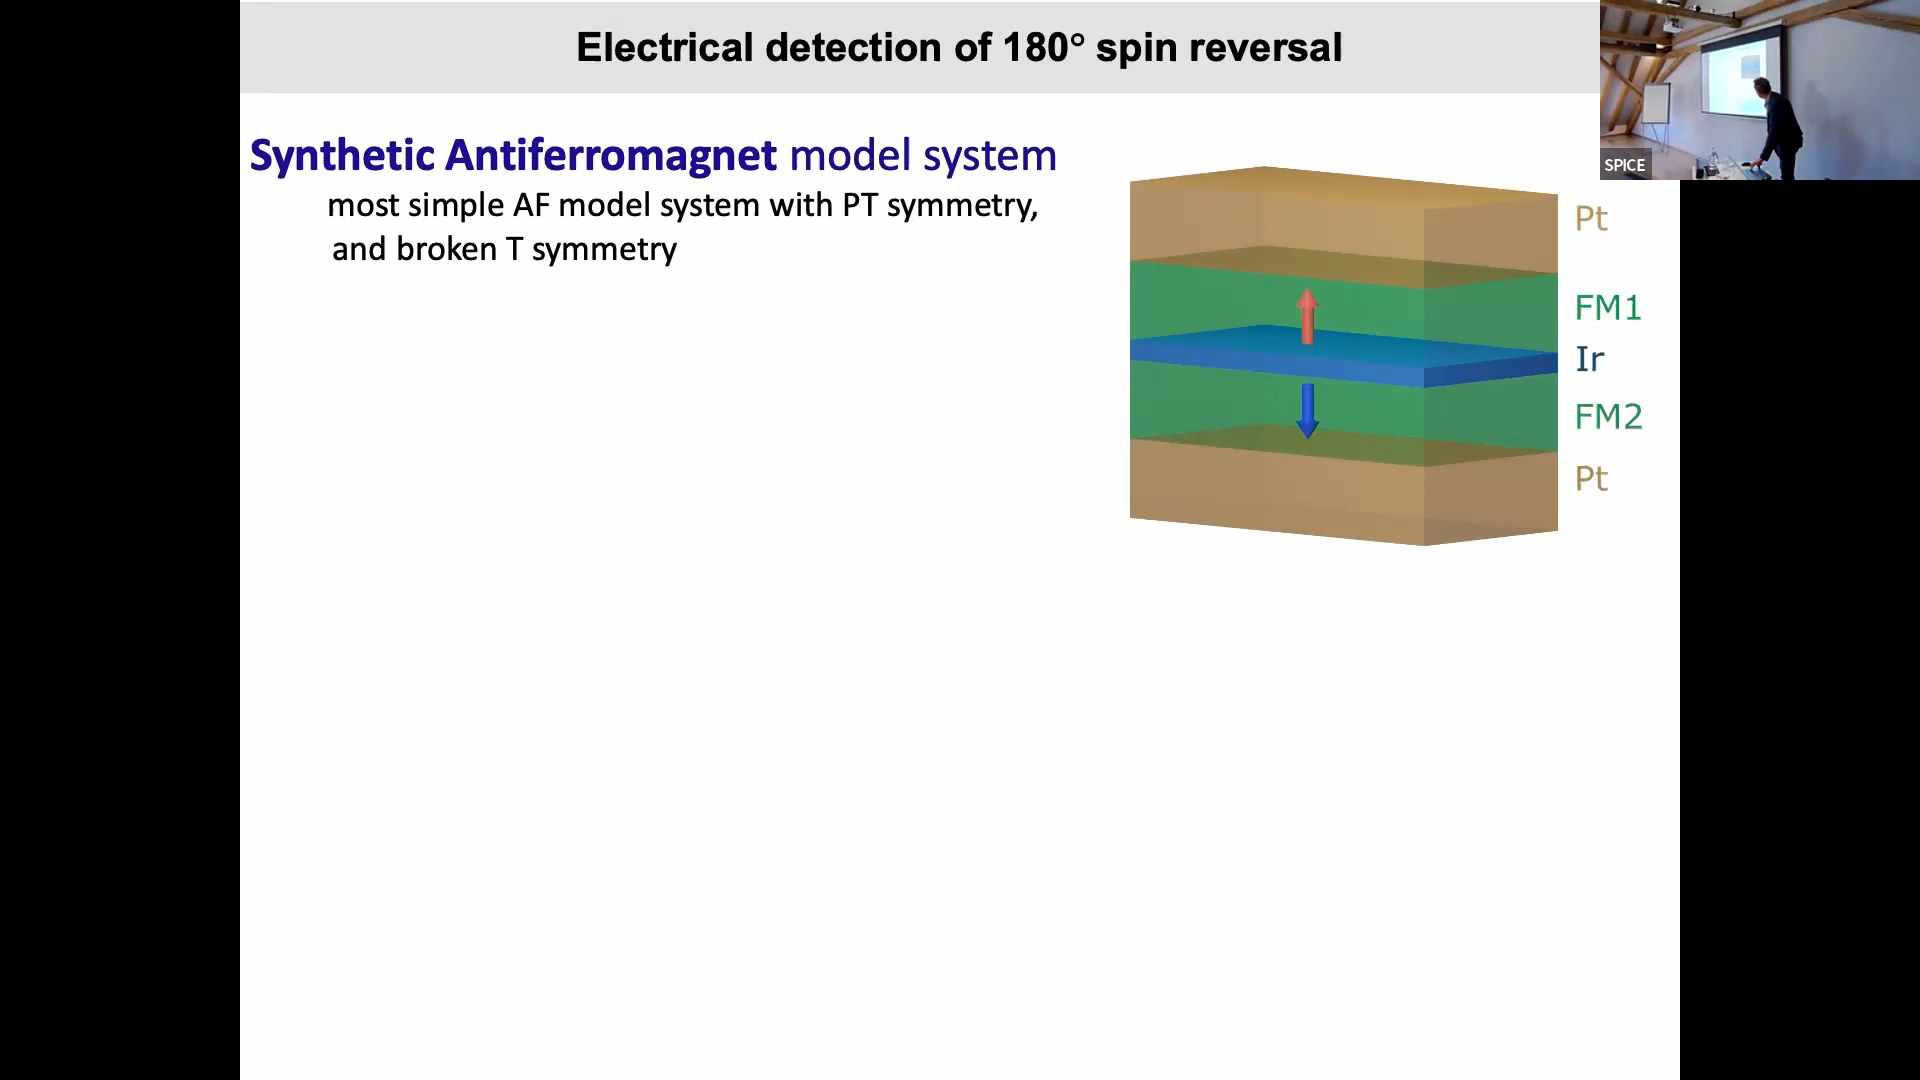 Electrical detection of 180° spin reversal
Synthetic Antiferromagnet model system
most simple AF model system with PT symmetry,
and broken T symmetry
Pt
FM1
Ir
FM2
Pt
SPICE